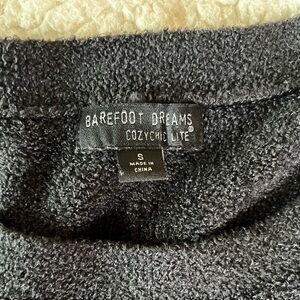 BAREFOOT DREAMS
COZYCHIC LITE®
S
MADE IN
CHINA